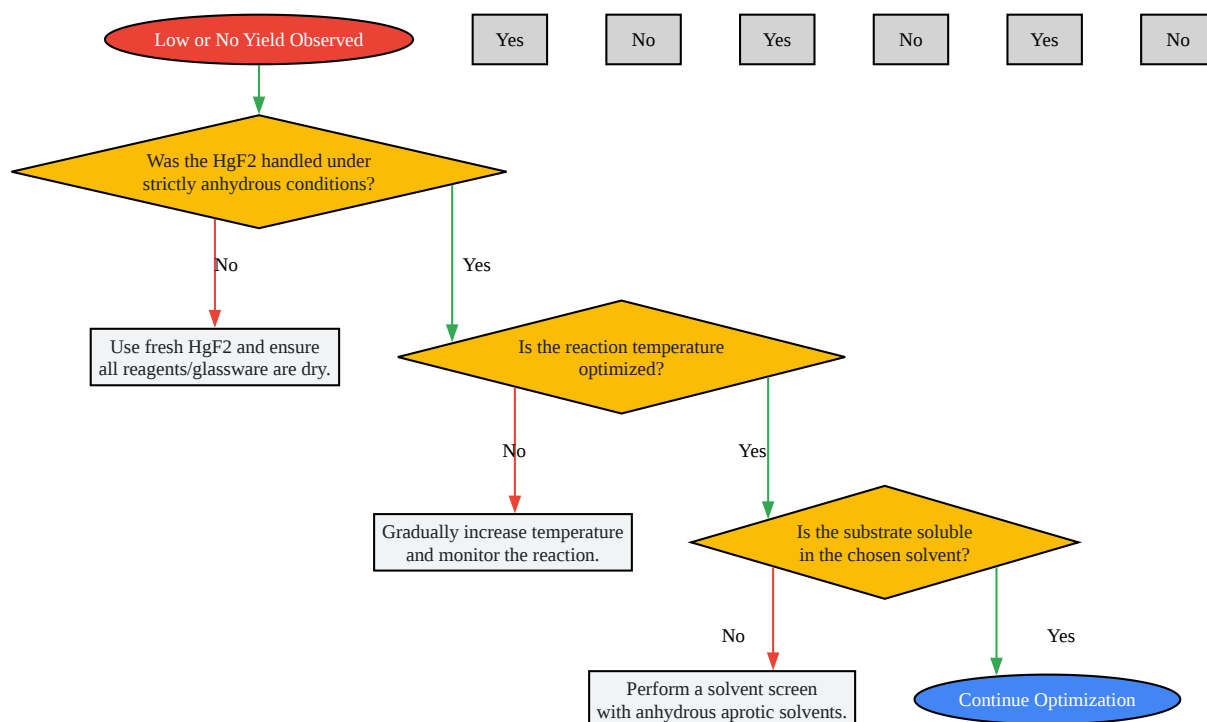 Low or No Yield Observed
Yes
No
Yes
No
Yes
No
Was the HgF2 handled under
strictly anhydrous conditions?
No
Yes
Use fresh HgF2 and ensure
all reagents/glassware are dry.
Is the reaction temperature
optimized?
No
Yes
Gradually increase temperature
and monitor the reaction.
Is the substrate soluble
in the chosen solvent?
No
Yes
Perform a solvent screen
with anhydrous aprotic solvents.
Continue Optimization